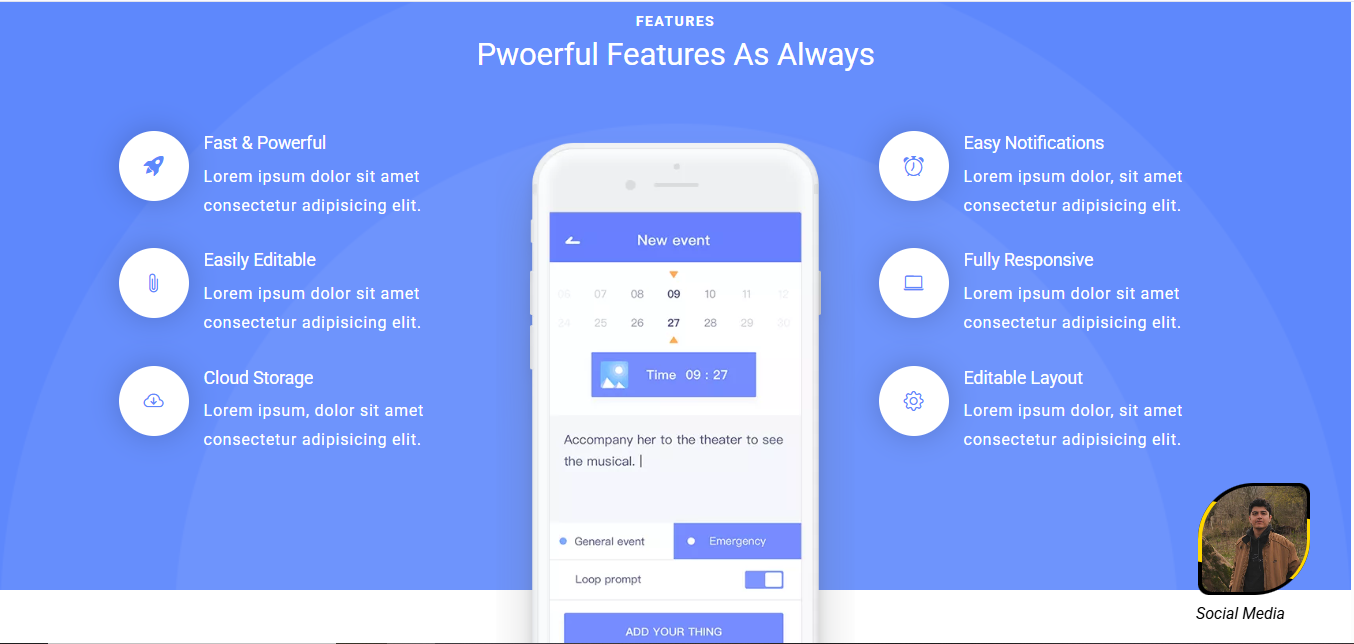 FEATURES
Pwoerful Features As Always
Fast & Powerful
Lorem ipsum dolor sit amet
consectetur adipisicing elit.
Easily Editable
Lorem ipsum dolor sit amet
consectetur adipisicing elit.
Cloud Storage
Lorem ipsum, dolor sit amet
consectetur adipisicing elit.
New event
06 07 08 09 10 11 12
24 25 26 27 28 29 30
Time 09 : 27
Accompany her to the theater to see
the musical.
General event Emergency
Loop prompt
ADD YOUR THING
Easy Notifications
Lorem ipsum dolor, sit amet
consectetur adipisicing elit.
Fully Responsive
Lorem ipsum dolor sit amet
consectetur adipisicing elit.
Editable Layout
Lorem ipsum dolor, sit amet
consectetur adipisicing elit.
Social Media